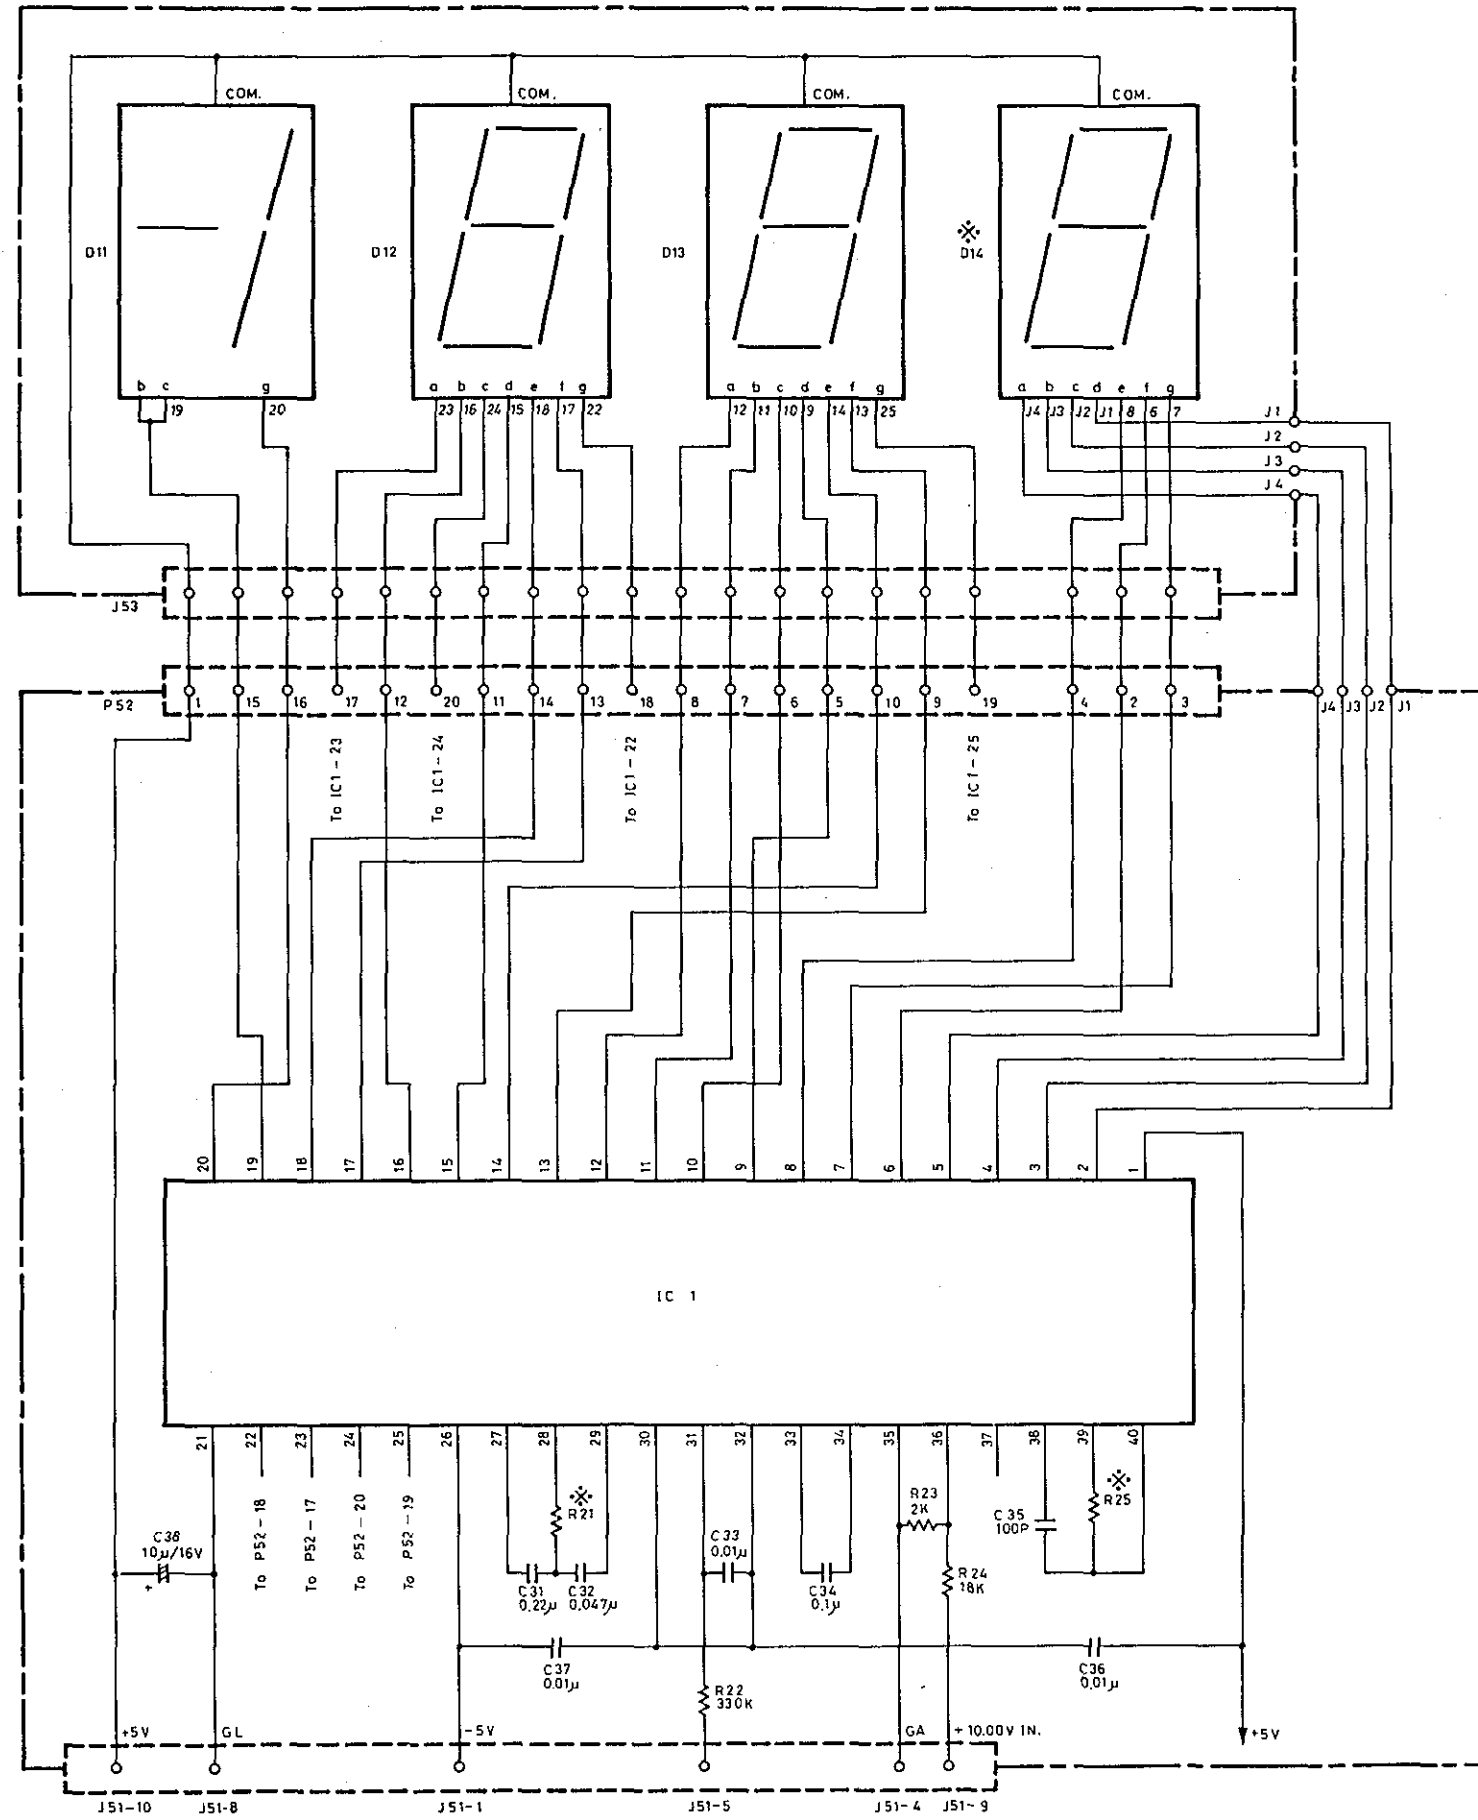 COM. COM. COM. COM.
D11 D12 D13 ※ D14
b c g a b c d e f g a b c d e f g a b c d e f g
19 20 23 16 24 15 18 17 22 12 11 10 9 14 13 25 J4 J3 J2 J1 8 6 7
J1
J2
J3
J4
J53
P52
1 15 16 17 12 20 11 14 13 18 8 7 6 5 10 9 19 4 2 3 J4 J3 J2 J1
To IC1-23
To IC1-24
To IC1-22
To IC1-25
20 19 18 17 16 15 14 13 12 11 10 9 8 7 6 5 4 3 2 1
IC 1
21 22 23 24 25 26 27 28 29 30 31 32 33 34 35 36 37 38 39 40
To P52-18
To P52-17
To P52-20
To P52-19
C38
10μ/16V
+
※
R21
C31
0.22μ
C32
0.047μ
C33
0.01μ
C34
0.1μ
R23
2K
R24
18K
C35
100P
※
R25
C37
0.01μ
C36
0.01μ
R22
330K
+5V GL -5V GA +10.00V IN. +5V
J51-10 J51-8 J51-1 J51-5 J51-4 J51-9